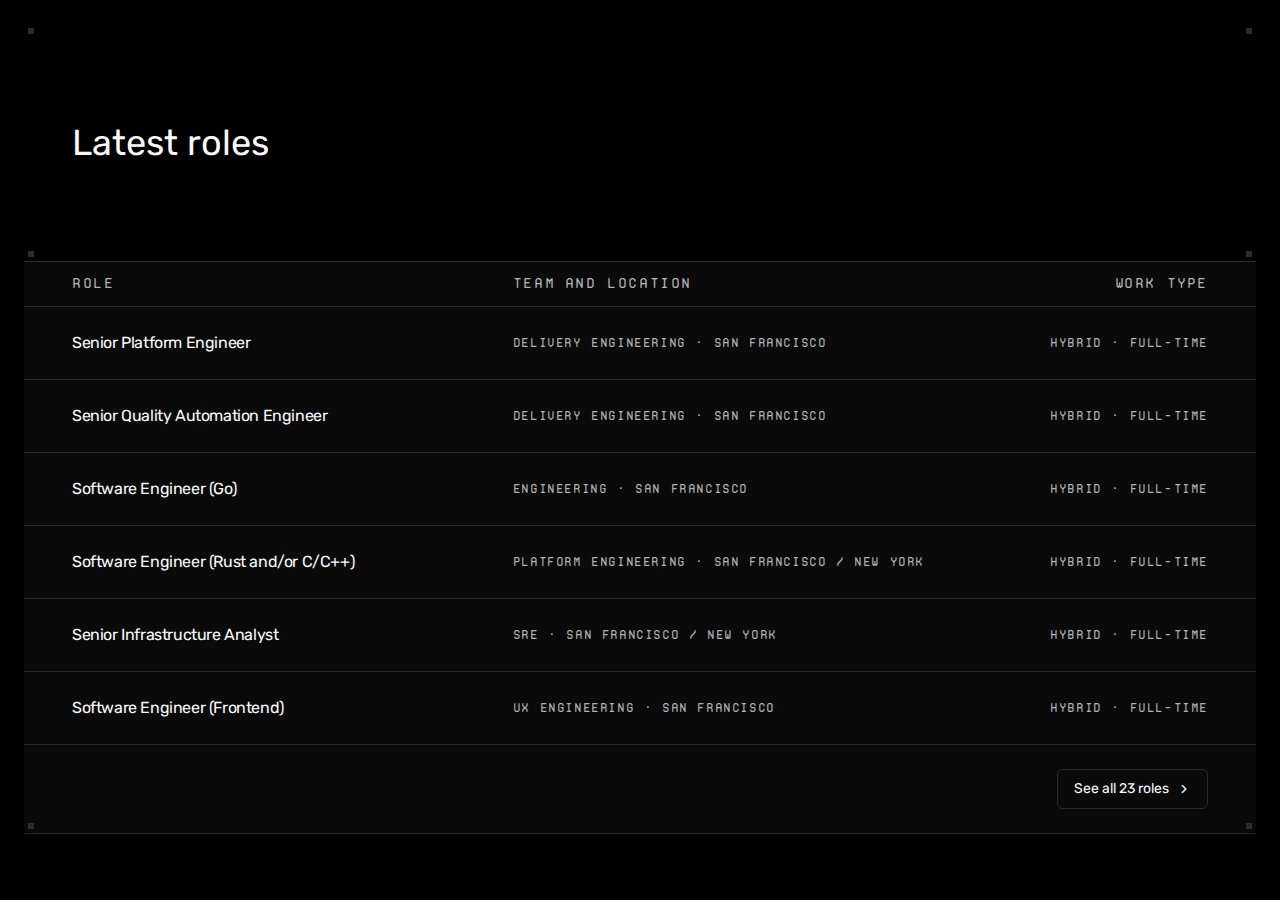 Latest roles
ROLE TEAM AND LOCATION WORK TYPE
Senior Platform Engineer DELIVERY ENGINEERING · SAN FRANCISCO HYBRID · FULL-TIME
Senior Quality Automation Engineer DELIVERY ENGINEERING · SAN FRANCISCO HYBRID · FULL-TIME
Software Engineer (Go) ENGINEERING · SAN FRANCISCO HYBRID · FULL-TIME
Software Engineer (Rust and/or C/C++) PLATFORM ENGINEERING · SAN FRANCISCO / NEW YORK HYBRID · FULL-TIME
Senior Infrastructure Analyst SRE · SAN FRANCISCO / NEW YORK HYBRID · FULL-TIME
Software Engineer (Frontend) UX ENGINEERING · SAN FRANCISCO HYBRID · FULL-TIME
See all 23 roles